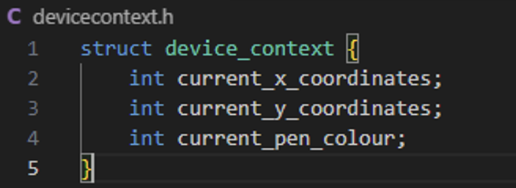 C devicecontext.h
1 struct device_context {
2 int current_x_coordinates;
3 int current_y_coordinates;
4 int current_pen_colour;
5 }